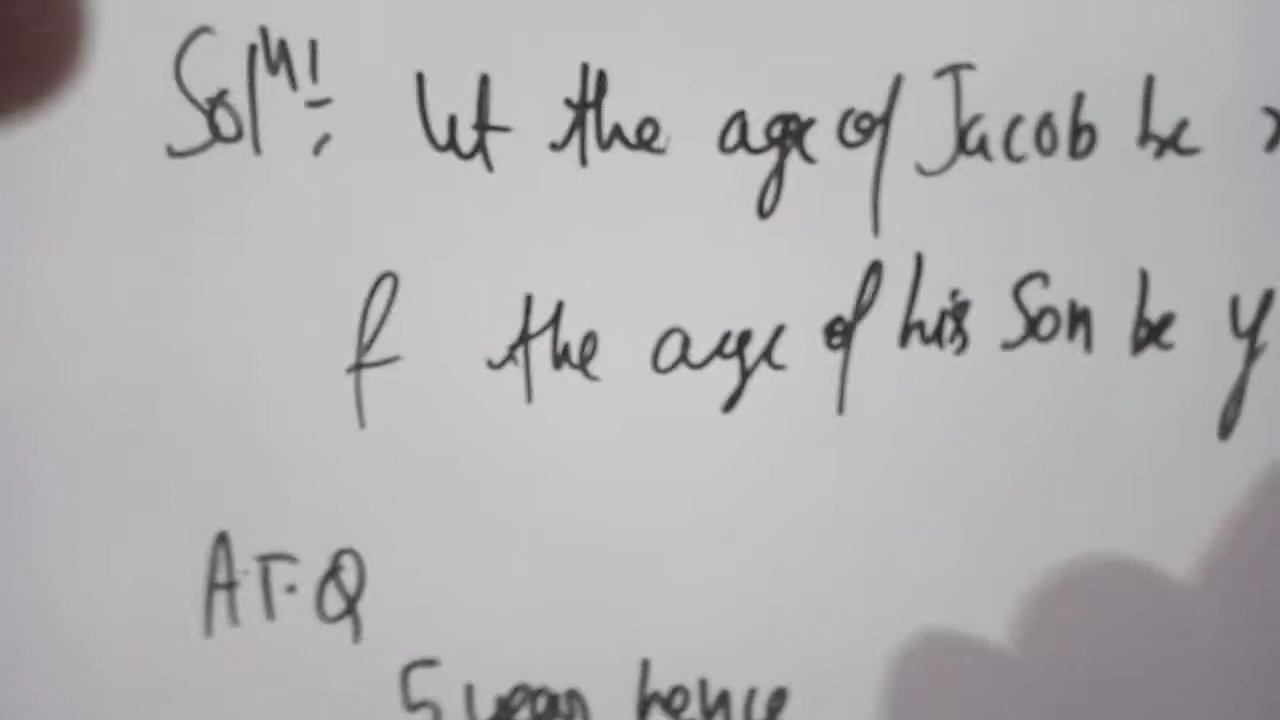 Solⁿ:- let the age of Jacob be x
& the age of his Son be y
A.T.Q
5 years hence